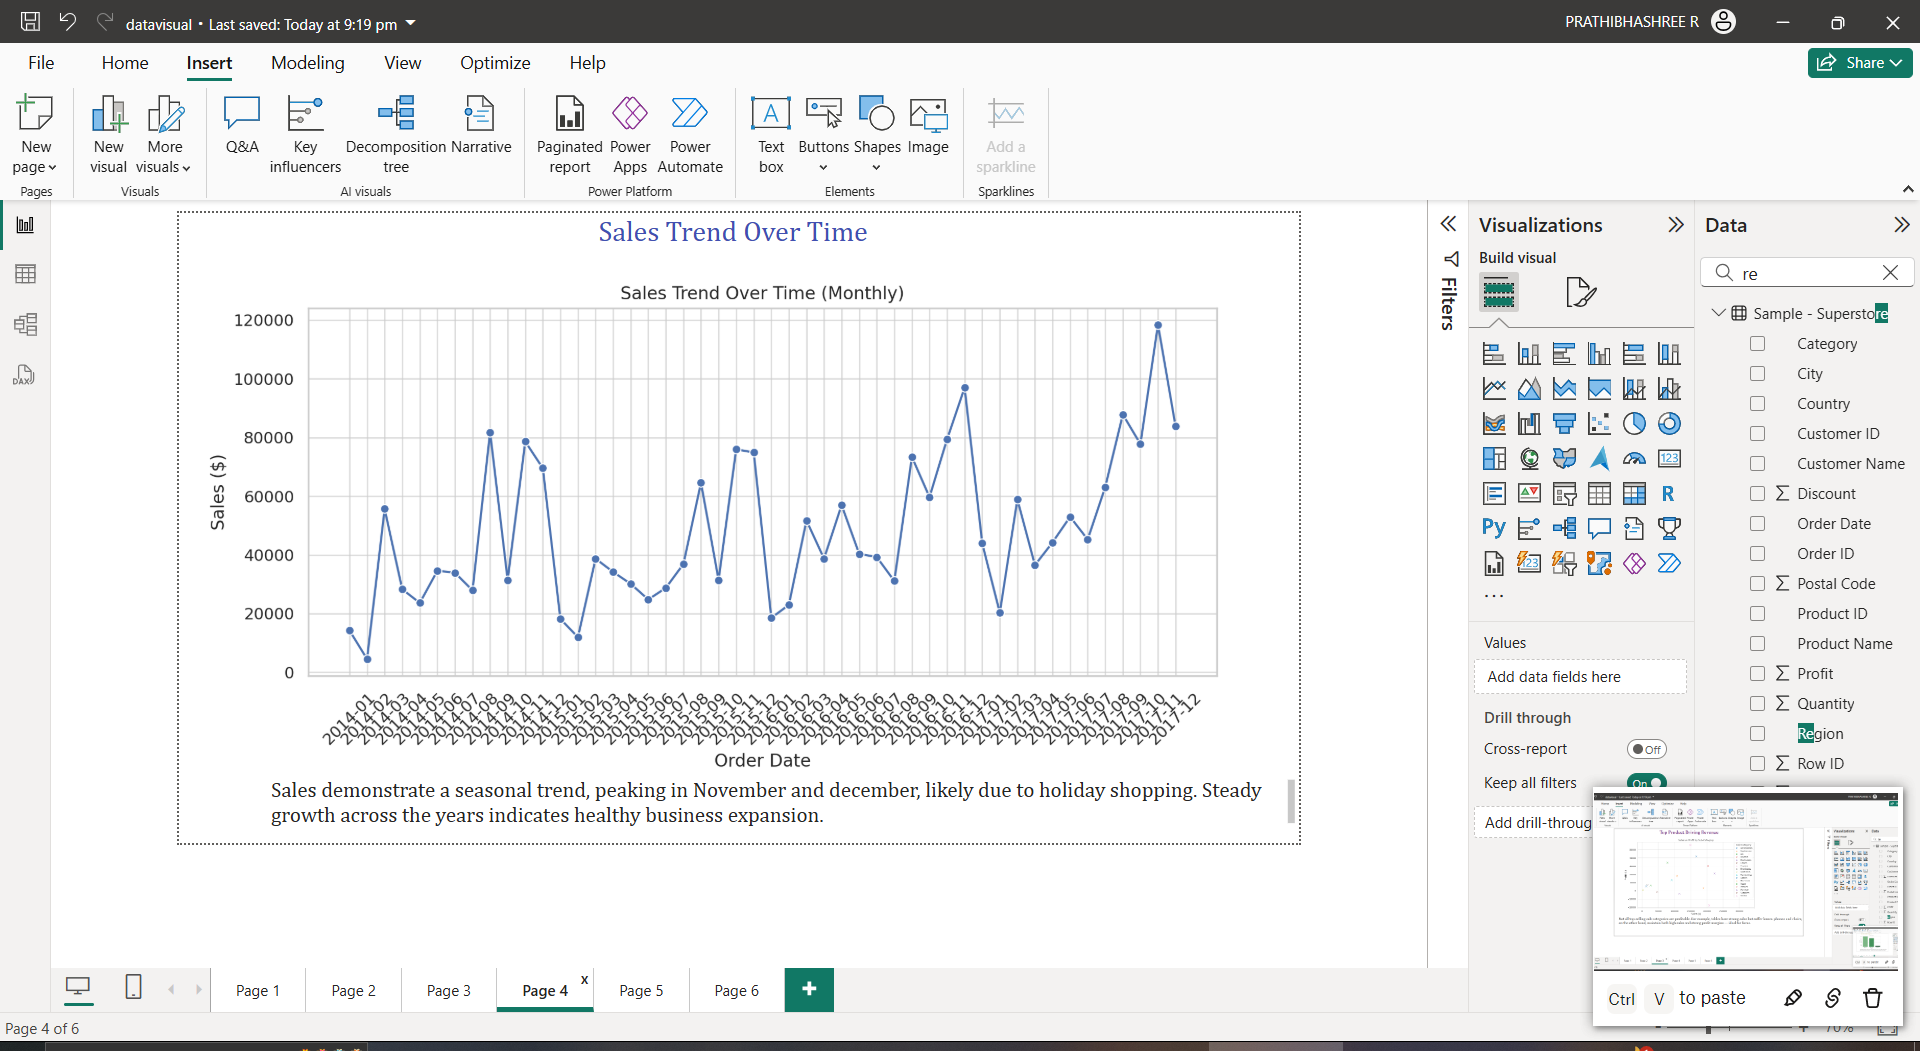 datavisual • Last saved: Today at 9:19 pm
PRATHIBHASHREE R
File Home Insert Modeling View Optimize Help
Share
New page
New visual
More visuals
Q&A
Key influencers
Decomposition tree
Narrative
Paginated report
Power Apps
Power Automate
Text box
Buttons
Shapes
Image
Add a sparkline
Pages
Visuals
AI visuals
Power Platform
Elements
Sparklines
DAX
Sales Trend Over Time
Sales Trend Over Time (Monthly)
Sales ($)
120000
100000
80000
60000
40000
20000
0
2014-01
2014-02
2014-03
2014-04
2014-05
2014-06
2014-07
2014-08
2014-09
2014-10
2014-11
2014-12
2015-01
2015-02
2015-03
2015-04
2015-05
2015-06
2015-07
2015-08
2015-09
2015-10
2015-11
2015-12
2016-01
2016-02
2016-03
2016-04
2016-05
2016-06
2016-07
2016-08
2016-09
2016-10
2016-11
2016-12
2017-01
2017-02
2017-03
2017-04
2017-05
2017-06
2017-07
2017-08
2017-09
2017-10
2017-11
2017-12
Order Date
Sales demonstrate a seasonal trend, peaking in November and december, likely due to holiday shopping. Steady
growth across the years indicates healthy business expansion.
Filters
Visualizations
Build visual
123
R
Py
123
...
Values
Add data fields here
Drill through
Cross-report
Off
Keep all filters
On
Add drill-throug
Data
re
Sample - Superstore
Category
City
Country
Customer ID
Customer Name
Discount
Order Date
Order ID
Postal Code
Product ID
Product Name
Profit
Quantity
Region
Row ID
Top Product Driving Revenue
Ctrl V to paste
Page 1 Page 2 Page 3 Page 4 x Page 5 Page 6 +
Page 4 of 6
70%